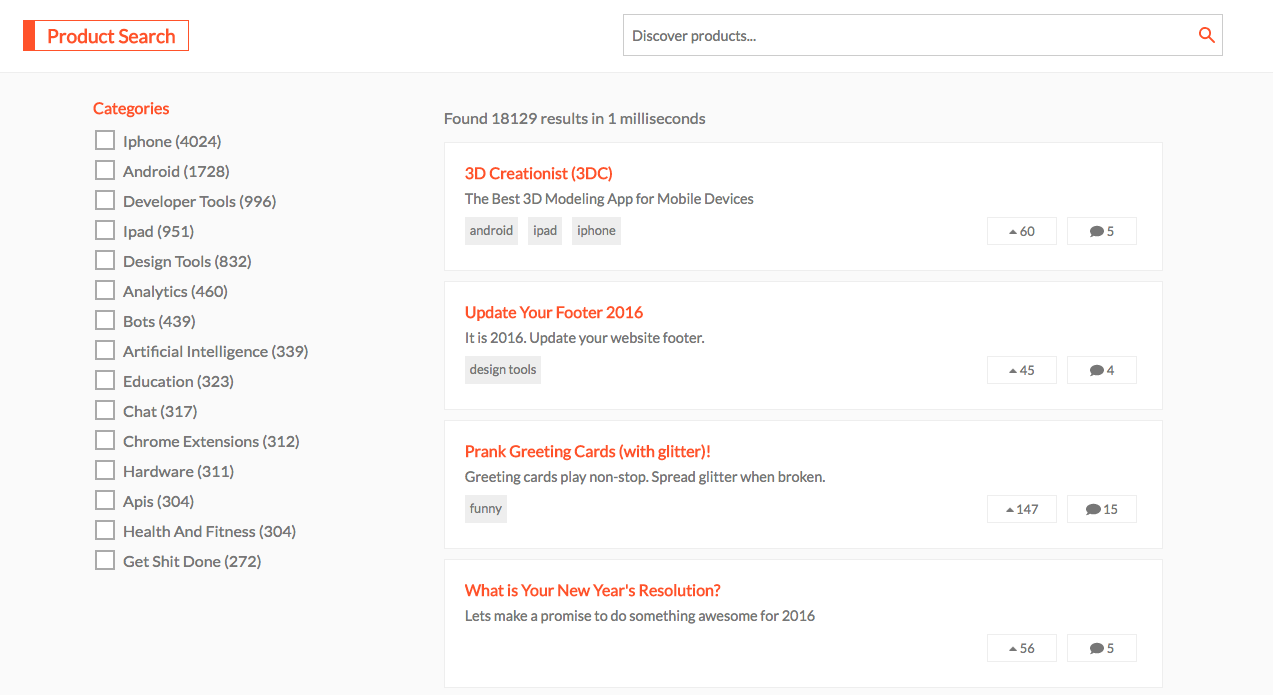 Product Search
Discover products...
Categories
Iphone (4024)
Android (1728)
Developer Tools (996)
Ipad (951)
Design Tools (832)
Analytics (460)
Bots (439)
Artificial Intelligence (339)
Education (323)
Chat (317)
Chrome Extensions (312)
Hardware (311)
Apis (304)
Health And Fitness (304)
Get Shit Done (272)
Found 18129 results in 1 milliseconds
3D Creationist (3DC)
The Best 3D Modeling App for Mobile Devices
android ipad iphone 60 5
Update Your Footer 2016
It is 2016. Update your website footer.
design tools 45 4
Prank Greeting Cards (with glitter)!
Greeting cards play non-stop. Spread glitter when broken.
funny 147 15
What is Your New Year's Resolution?
Lets make a promise to do something awesome for 2016
56 5